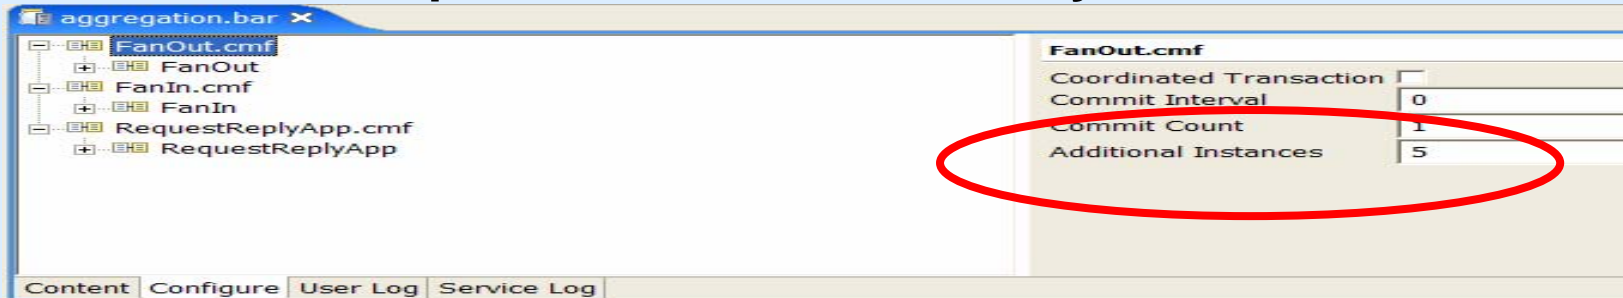 aggregation.bar
FanOut.cmf
FanOut
FanIn.cmf
FanIn
RequestReplyApp.cmf
RequestReplyApp
FanOut.cmf
Coordinated Transaction
Commit Interval 0
Commit Count 1
Additional Instances 5
Content Configure User Log Service Log